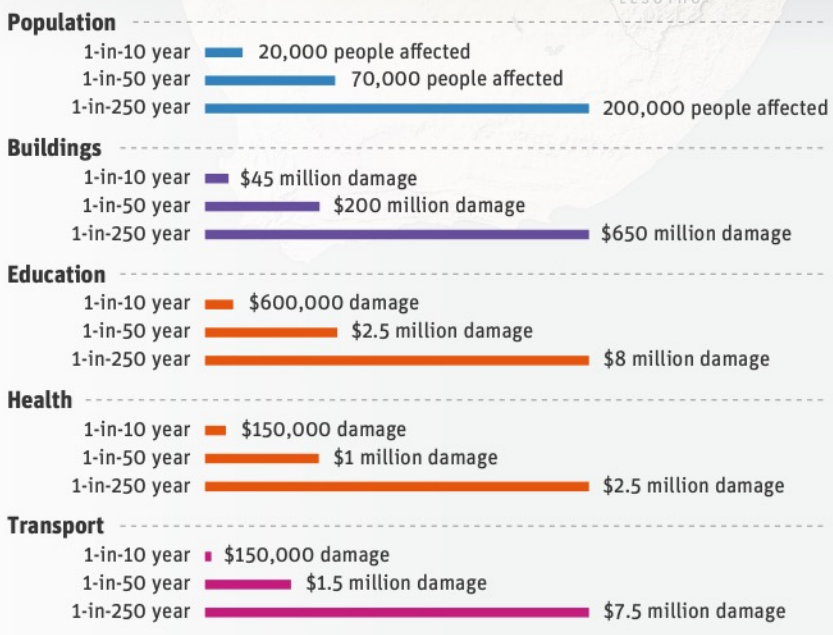 LESOTHO
Population
1-in-10 year 20,000 people affected
1-in-50 year 70,000 people affected
1-in-250 year 200,000 people affected
Buildings
1-in-10 year $45 million damage
1-in-50 year $200 million damage
1-in-250 year $650 million damage
Education
1-in-10 year $600,000 damage
1-in-50 year $2.5 million damage
1-in-250 year $8 million damage
Health
1-in-10 year $150,000 damage
1-in-50 year $1 million damage
1-in-250 year $2.5 million damage
Transport
1-in-10 year $150,000 damage
1-in-50 year $1.5 million damage
1-in-250 year $7.5 million damage